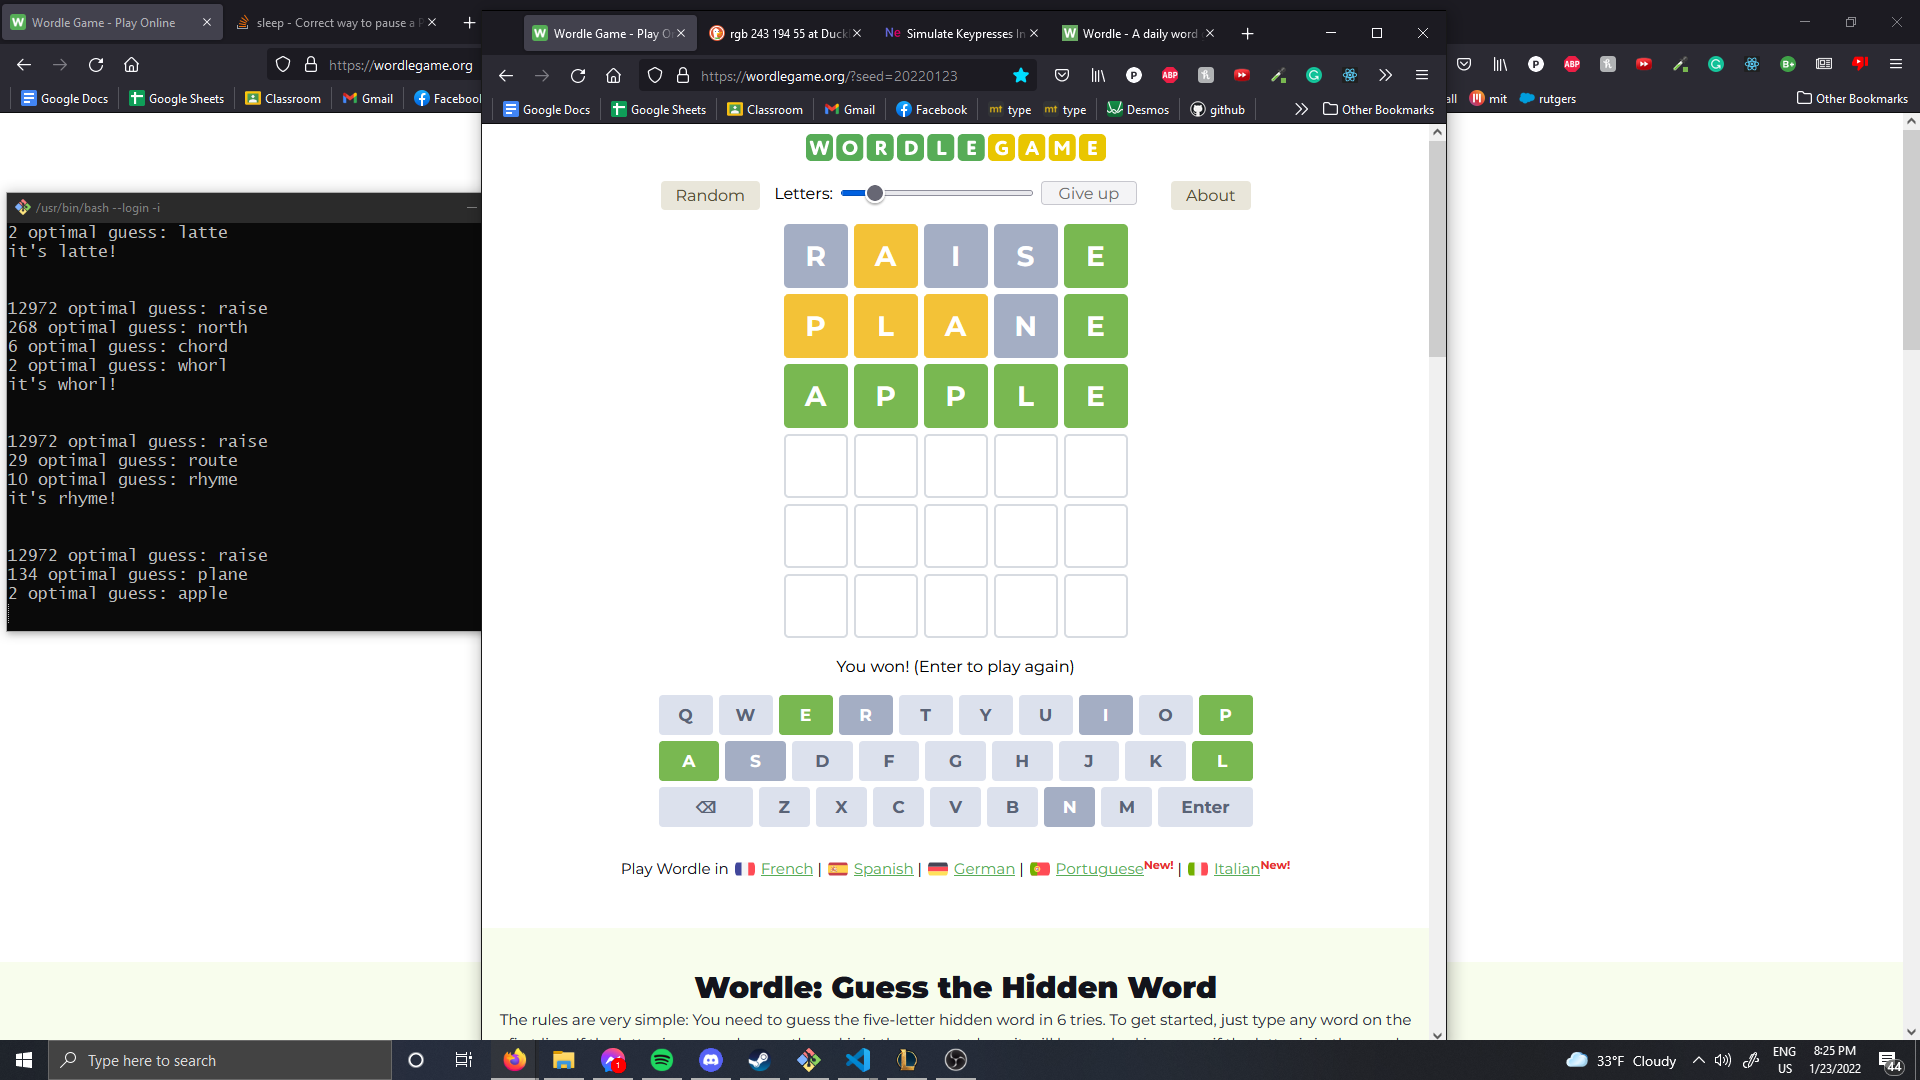 Wordle Game - Play Online
sleep - Correct way to pause a P
https://wordlegame.org
Google Docs
Google Sheets
Classroom
Gmail
Facebool
/usr/bin/bash --login -i
2 optimal guess: latte
it's latte!
12972 optimal guess: raise
268 optimal guess: north
6 optimal guess: chord
2 optimal guess: whorl
it's whorl!
12972 optimal guess: raise
29 optimal guess: route
10 optimal guess: rhyme
it's rhyme!
12972 optimal guess: raise
134 optimal guess: plane
2 optimal guess: apple
Wordle Game - Play O
rgb 243 194 55 at Duck
Ne Simulate Keypresses In
Wordle - A daily word
https://wordlegame.org/?seed=20220123
Google Docs
Google Sheets
Classroom
Gmail
Facebook
mt type
mt type
Desmos
github
Other Bookmarks
all
mit
rutgers
Other Bookmarks
WORDLEGAME
Random
Letters:
Give up
About
R A I S E
P L A N E
A P P L E
You won! (Enter to play again)
Q W E R T Y U I O P
A S D F G H J K L
⌫ Z X C V B N M Enter
Play Wordle in French | Spanish | German | Portuguese New! | Italian New!
Wordle: Guess the Hidden Word
The rules are very simple: You need to guess the five-letter hidden word in 6 tries. To get started, just type any word on the
Type here to search
33°F Cloudy
ENG
US
8:25 PM
1/23/2022
44